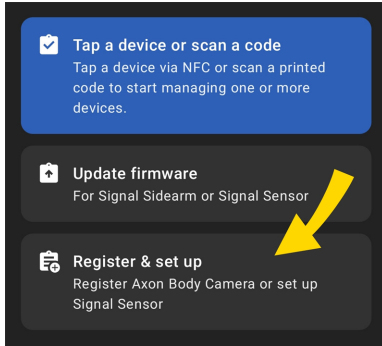 Tap a device or scan a code
Tap a device via NFC or scan a printed
code to start managing one or more
devices.
Update firmware
For Signal Sidearm or Signal Sensor
Register & set up
Register Axon Body Camera or set up
Signal Sensor